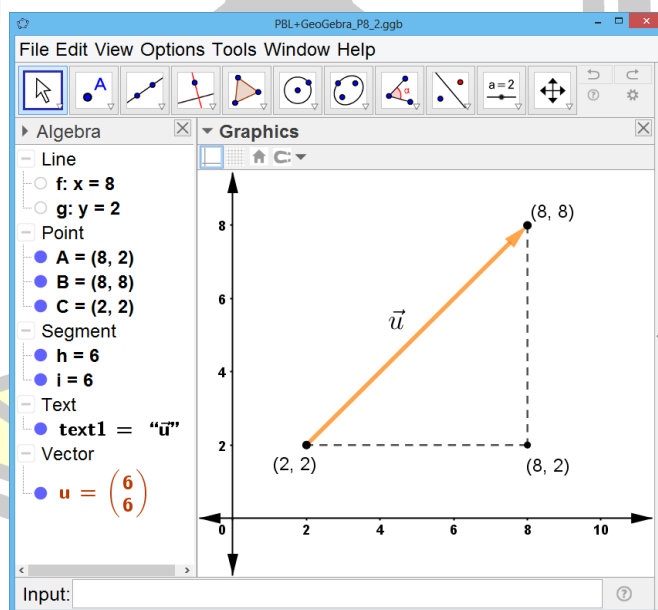 PBL+GeoGebra_P8_2.ggb
File Edit View Options Tools Window Help
A
α
a=2
Algebra
Graphics
Line
f: x = 8
g: y = 2
Point
A = (8, 2)
B = (8, 8)
C = (2, 2)
Segment
h = 6
i = 6
Text
text1 = “u⃗”
Vector
u = (6
6)
(8, 8)
8
6
u⃗
4
2
(2, 2)
(8, 2)
0 2 4 6 8 10
Input: